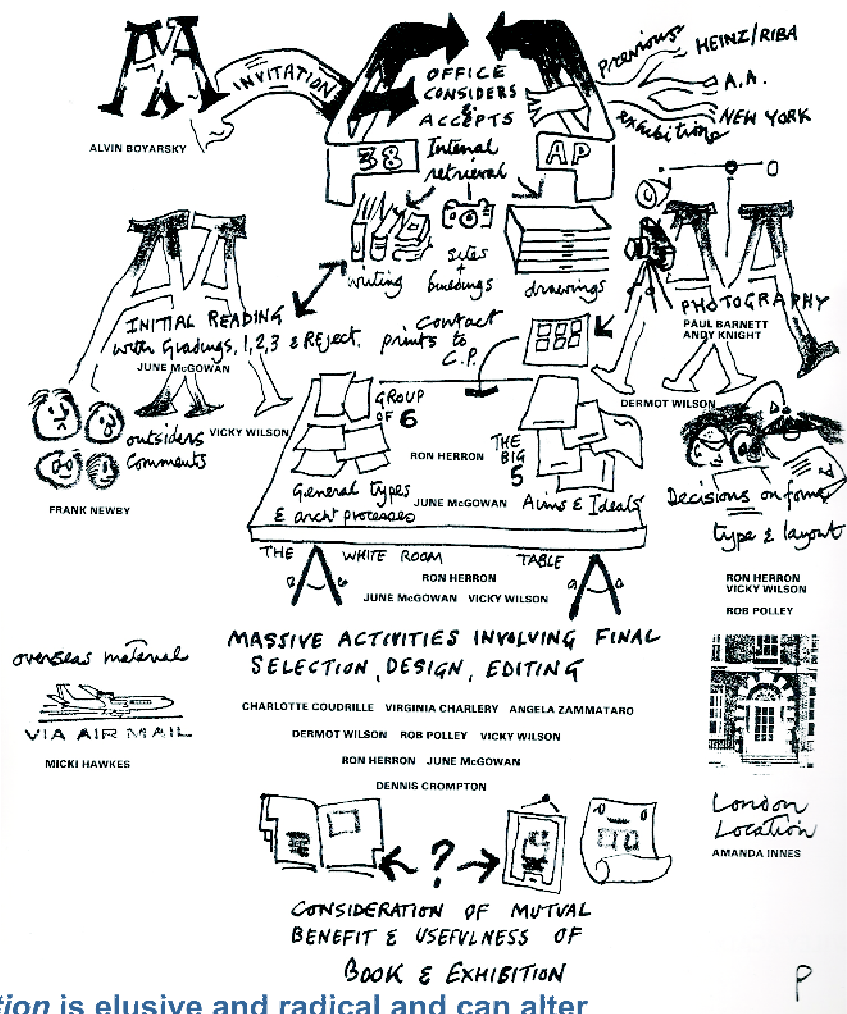 AA
INVITATION
ALVIN BOYARSKY
OFFICE
CONSIDERS
&
ACCEPTS
previous
HEINZ/RIBA
A.A.
NEW YORK
exhibitions
38
AP
Internal
retrieval
writing
sites
+
buildings
drawings
AA
INITIAL READING
with Gradings, 1, 2, 3 & REject.
JUNE McGOWAN
VICKY WILSON
outsiders
Comments
FRANK NEWBY
Contact
prints to
C.P.
AA
PHOTOGRAPHY
PAUL BARNETT
ANDY KNIGHT
DERMOT WILSON
GROUP
OF 6
RON HERRON
THE
BIG
5
General types
& archt processes
JUNE McGOWAN
Aims & Ideals
Decisions on form,
type & layout
RON HERRON
VICKY WILSON
ROB POLLEY
THE WHITE ROOM TABLE
RON HERRON
JUNE McGOWAN VICKY WILSON
MASSIVE ACTIVITIES INVOLVING FINAL
SELECTION, DESIGN, EDITING
overseas material
VIA AIR MAIL
MICKI HAWKES
CHARLOTTE COUDRILLE VIRGINIA CHARLERY ANGELA ZAMMATARO
DERMOT WILSON ROB POLLEY VICKY WILSON
RON HERRON JUNE McGOWAN
DENNIS CROMPTON
London
Location
AMANDA INNES
?
CONSIDERATION OF MUTUAL
BENEFIT & USEFULNESS OF
BOOK & EXHIBITION
P
tion is elusive and radical and can alter